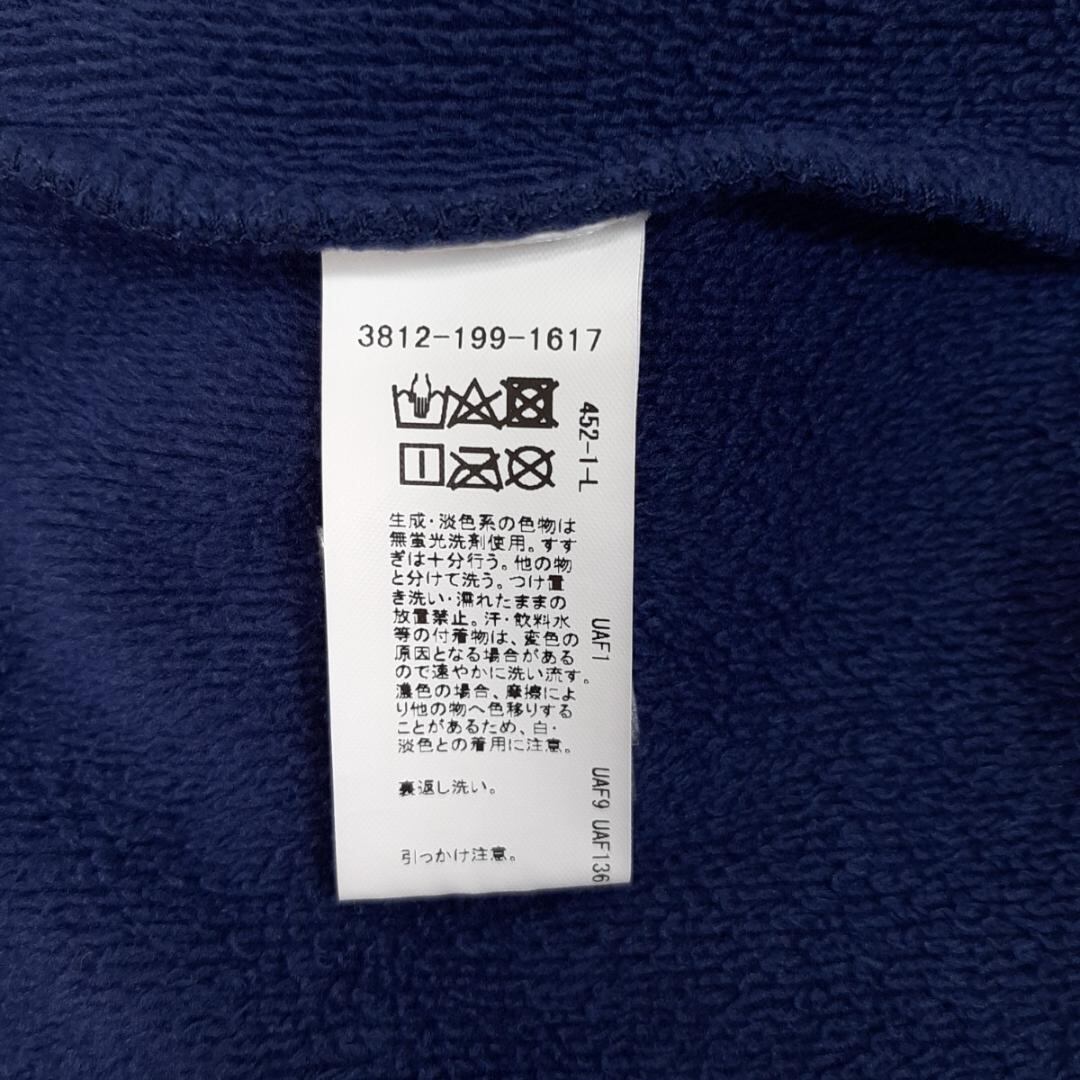 3812-199-1617
452-1-L
生成・淡色系の色物は
無蛍光洗剤使用。すす
ぎは十分行う。他の物
と分けて洗う。つけ置
き洗い・濡れたままの
放置禁止。汗・飲料水
等の付着物は、変色の
原因となる場合がある
ので速やかに洗い流す。
濃色の場合、摩擦によ
り他の物へ色移りする
ことがあるため、白・
淡色との着用に注意。
裏返し洗い。
引っかけ注意。
UAF1
UAF9 UAF136